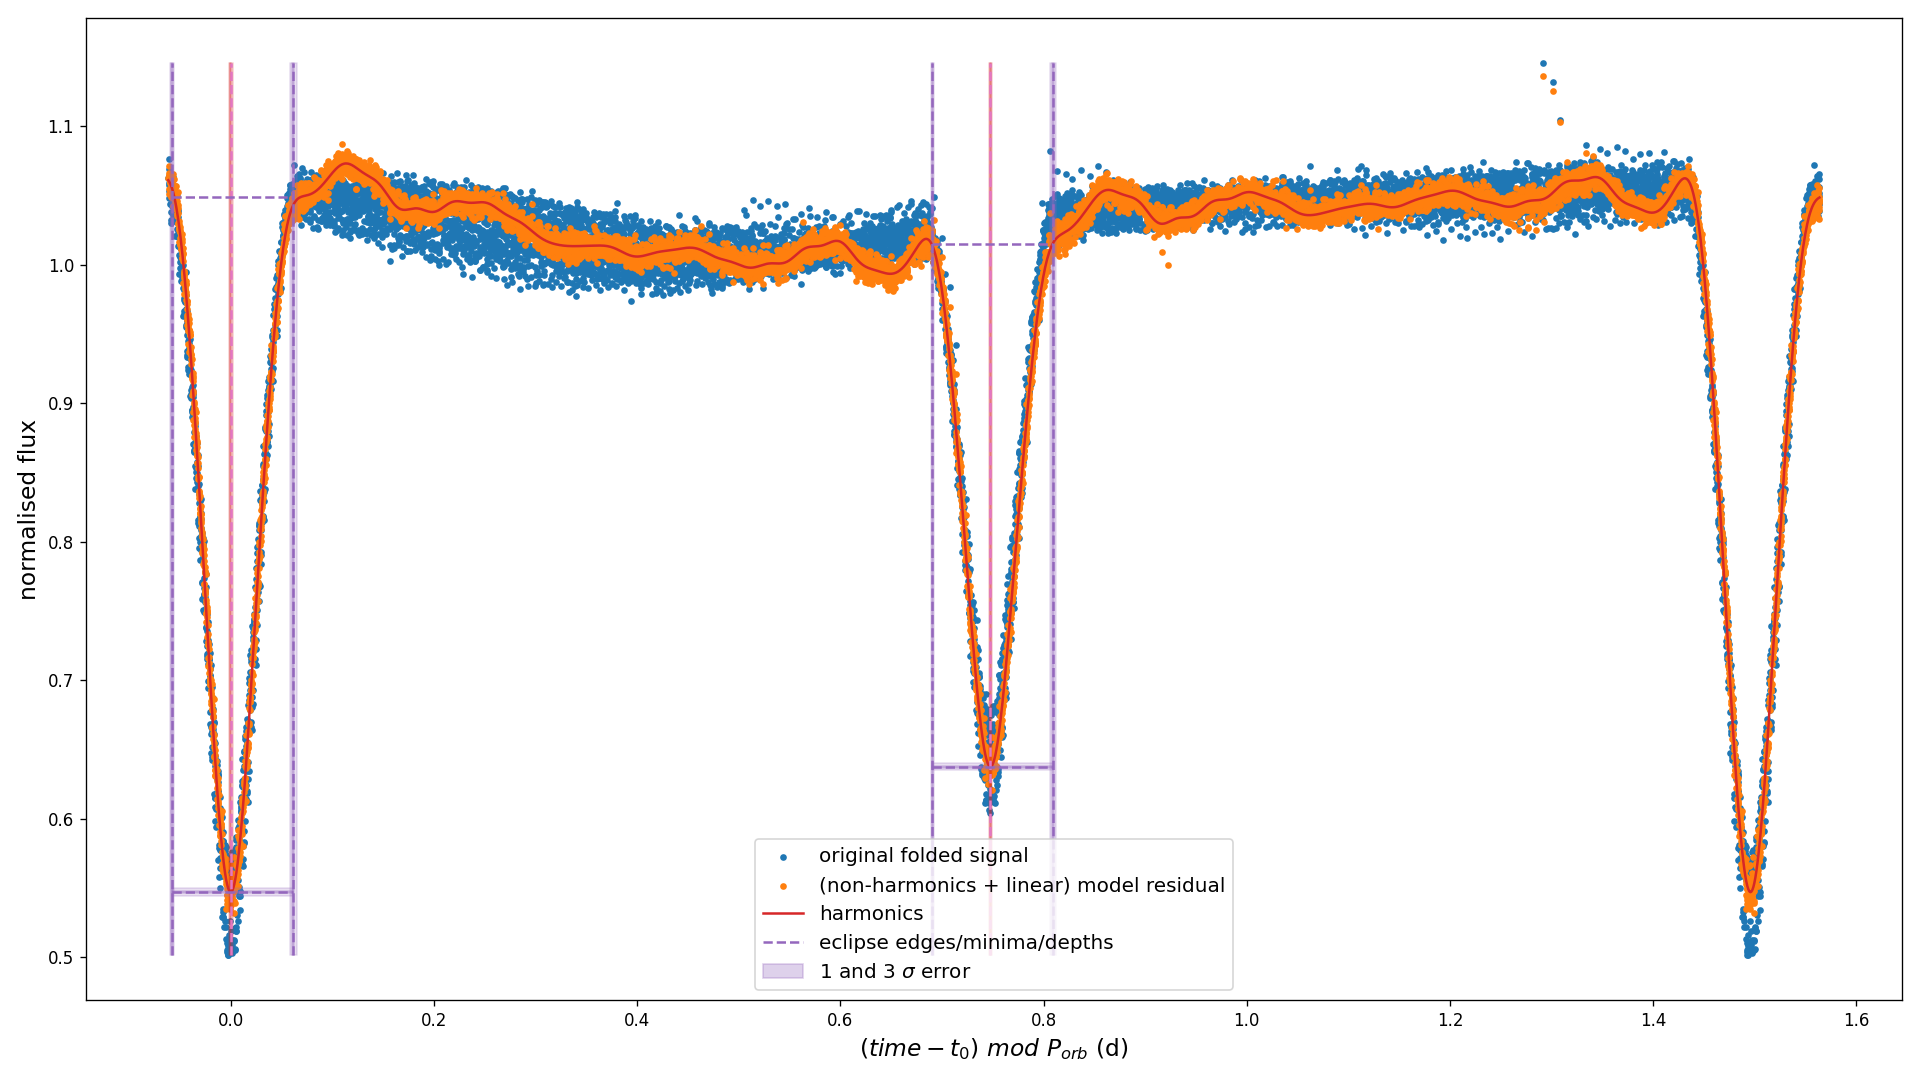 normalised flux
1.1
1.0
0.9
0.8
0.7
0.6
0.5
original folded signal
(non-harmonics + linear) model residual
harmonics
eclipse edges/minima/depths
1 and 3 σ error
0.0 0.2 0.4 0.6 0.8 1.0 1.2 1.4 1.6
(time − t₀) mod Pₒᵣb (d)